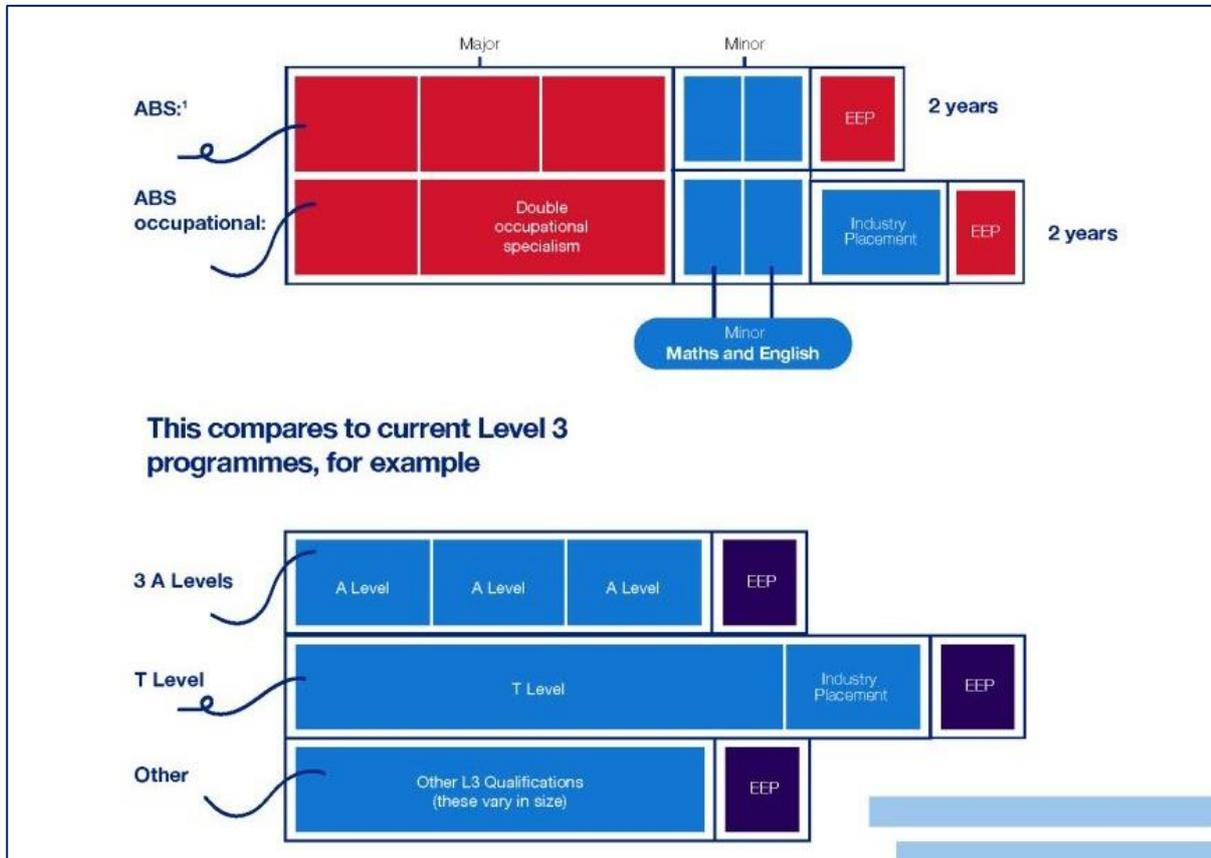 Major
Minor
ABS:¹
EEP
2 years
ABS
occupational:
Double
occupational
specialism
Industry
Placement
EEP
2 years
Minor
Maths and English
This compares to current Level 3
programmes, for example
3 A Levels
A Level
A Level
A Level
EEP
T Level
T Level
Industry
Placement
EEP
Other
Other L3 Qualifications
(these vary in size)
EEP